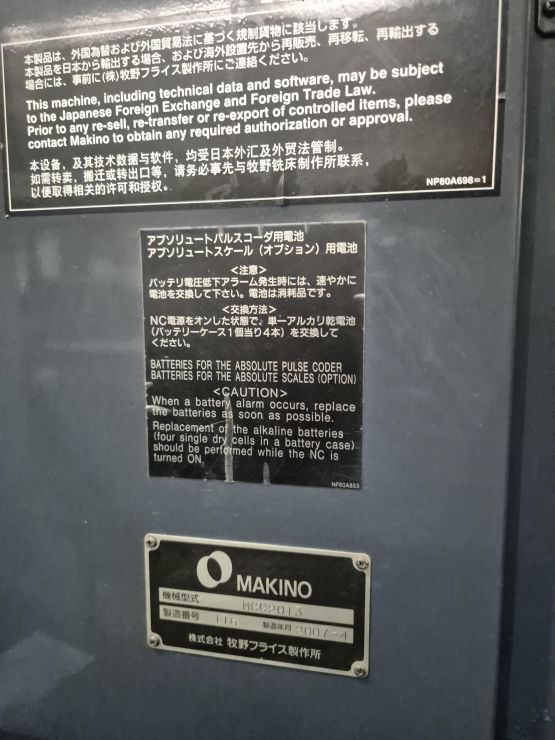 本製品は、外国為替および外国貿易法に基づく規制貨物に該当します。
本製品を日本から輸出する場合、および海外設置先から再販売、再移転、再輸出する
場合には、事前に(株)牧野フライス製作所にご連絡ください。
This machine, including technical data and software, may be subject
to the Japanese Foreign Exchange and Foreign Trade Law.
Prior to any re-sell, re-transfer or re-export of controlled items, please
contact Makino to obtain any required authorization or approval.
本设备，及其技术数据与软件，均受日本外汇及外贸法管制。
如需转卖，搬迁或转出口等，请务必事先与牧野铣床制作所联系，
以便取得相关的许可和授权。
NP80A698=1
アブソリュートパルスコーダ用電池
アブソリュートスケール（オプション）用電池
<注意>
バッテリ電圧低下アラーム発生時には、速やかに
電池を交換して下さい。電池は消耗品です。
<交換方法>
NC電源をオンした状態で、単一アルカリ乾電池
(バッテリーケース1個当り4本）を交換して
ください。
BATTERIES FOR THE ABSOLUTE PULSE CODER
BATTERIES FOR THE ABSOLUTE SCALES (OPTION)
<CAUTION>
When a battery alarm occurs, replace
the batteries as soon as possible.
Replacement of the alkaline batteries
(four single dry cells in a battery case)
should be performed while the NC is
turned ON.
NP80A853
MAKINO
機械型式 MCC2013
製造番号 116 製造年月 2007-4
株式会社 牧野フライス製作所